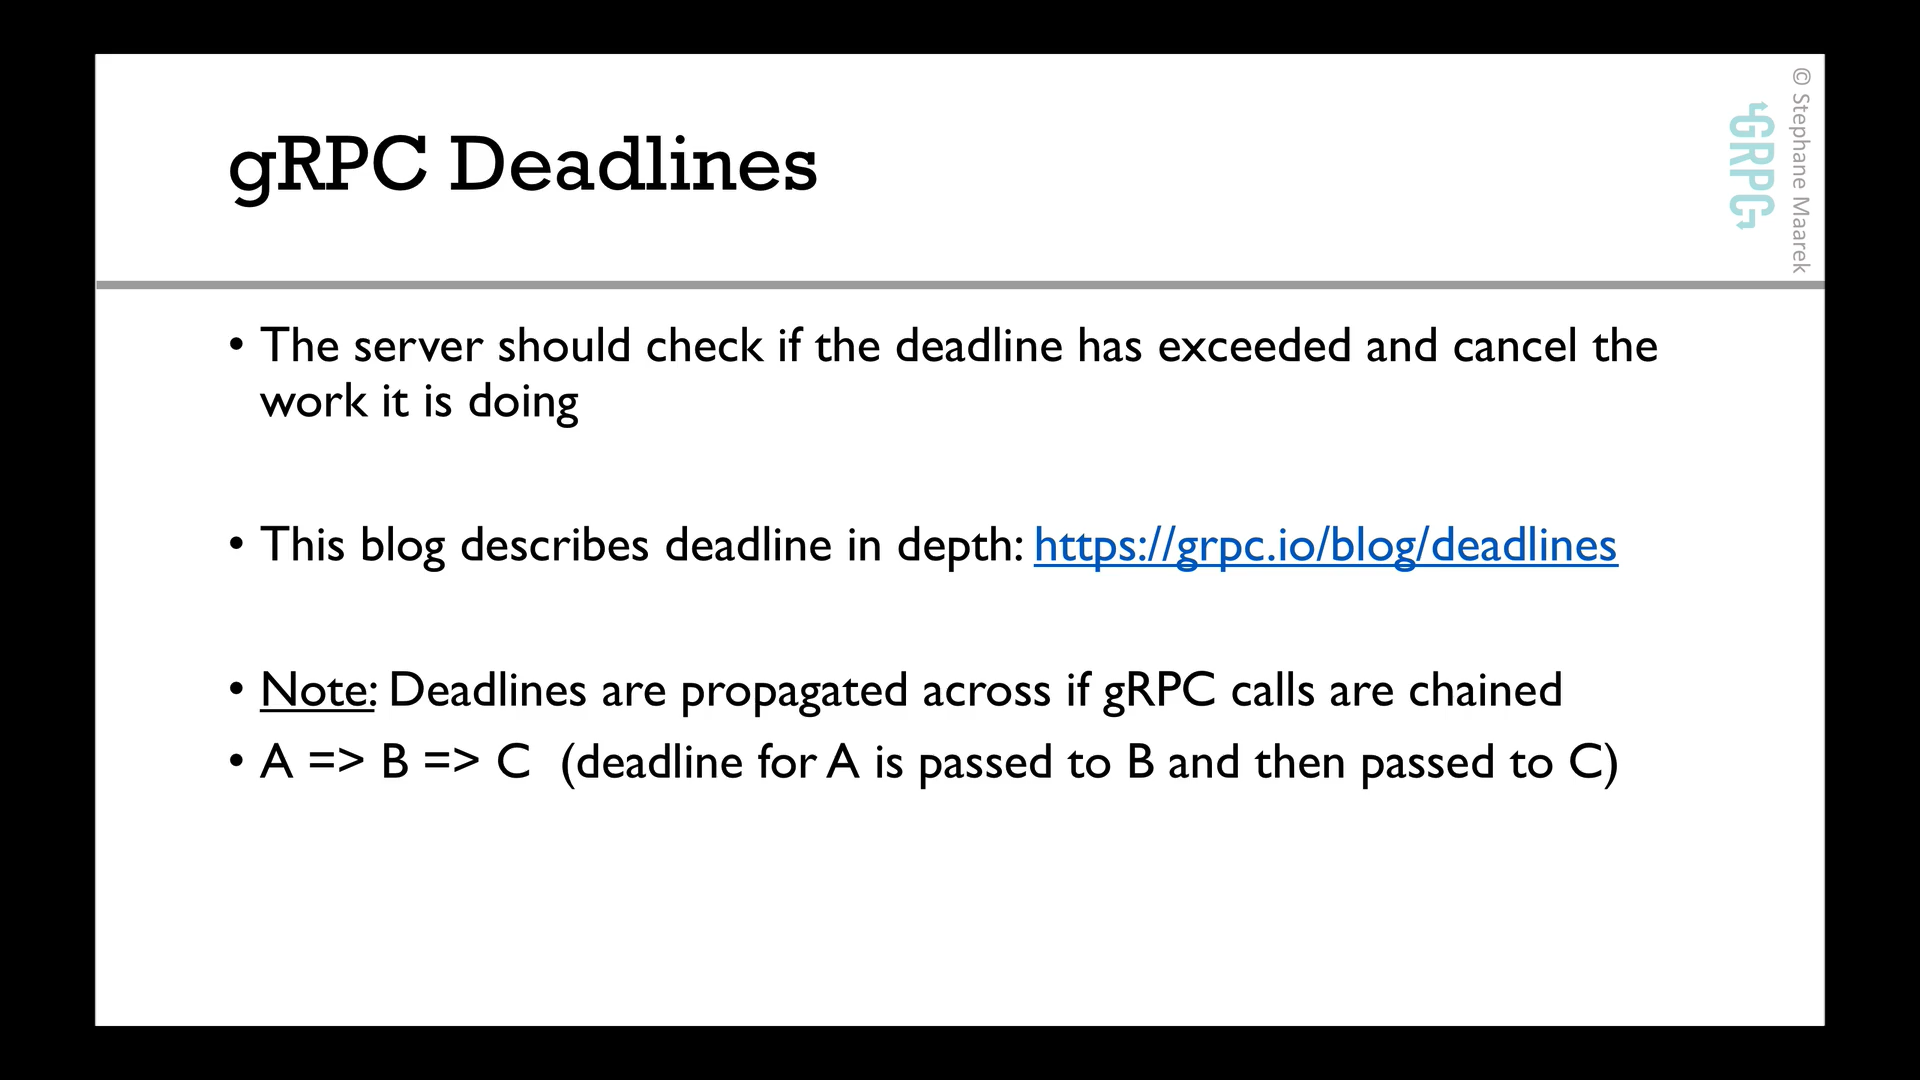 gRPC Deadlines
© Stephane Maarek
GRPC
• The server should check if the deadline has exceeded and cancel the
work it is doing
• This blog describes deadline in depth: https://grpc.io/blog/deadlines
• Note: Deadlines are propagated across if gRPC calls are chained
• A => B => C (deadline for A is passed to B and then passed to C)